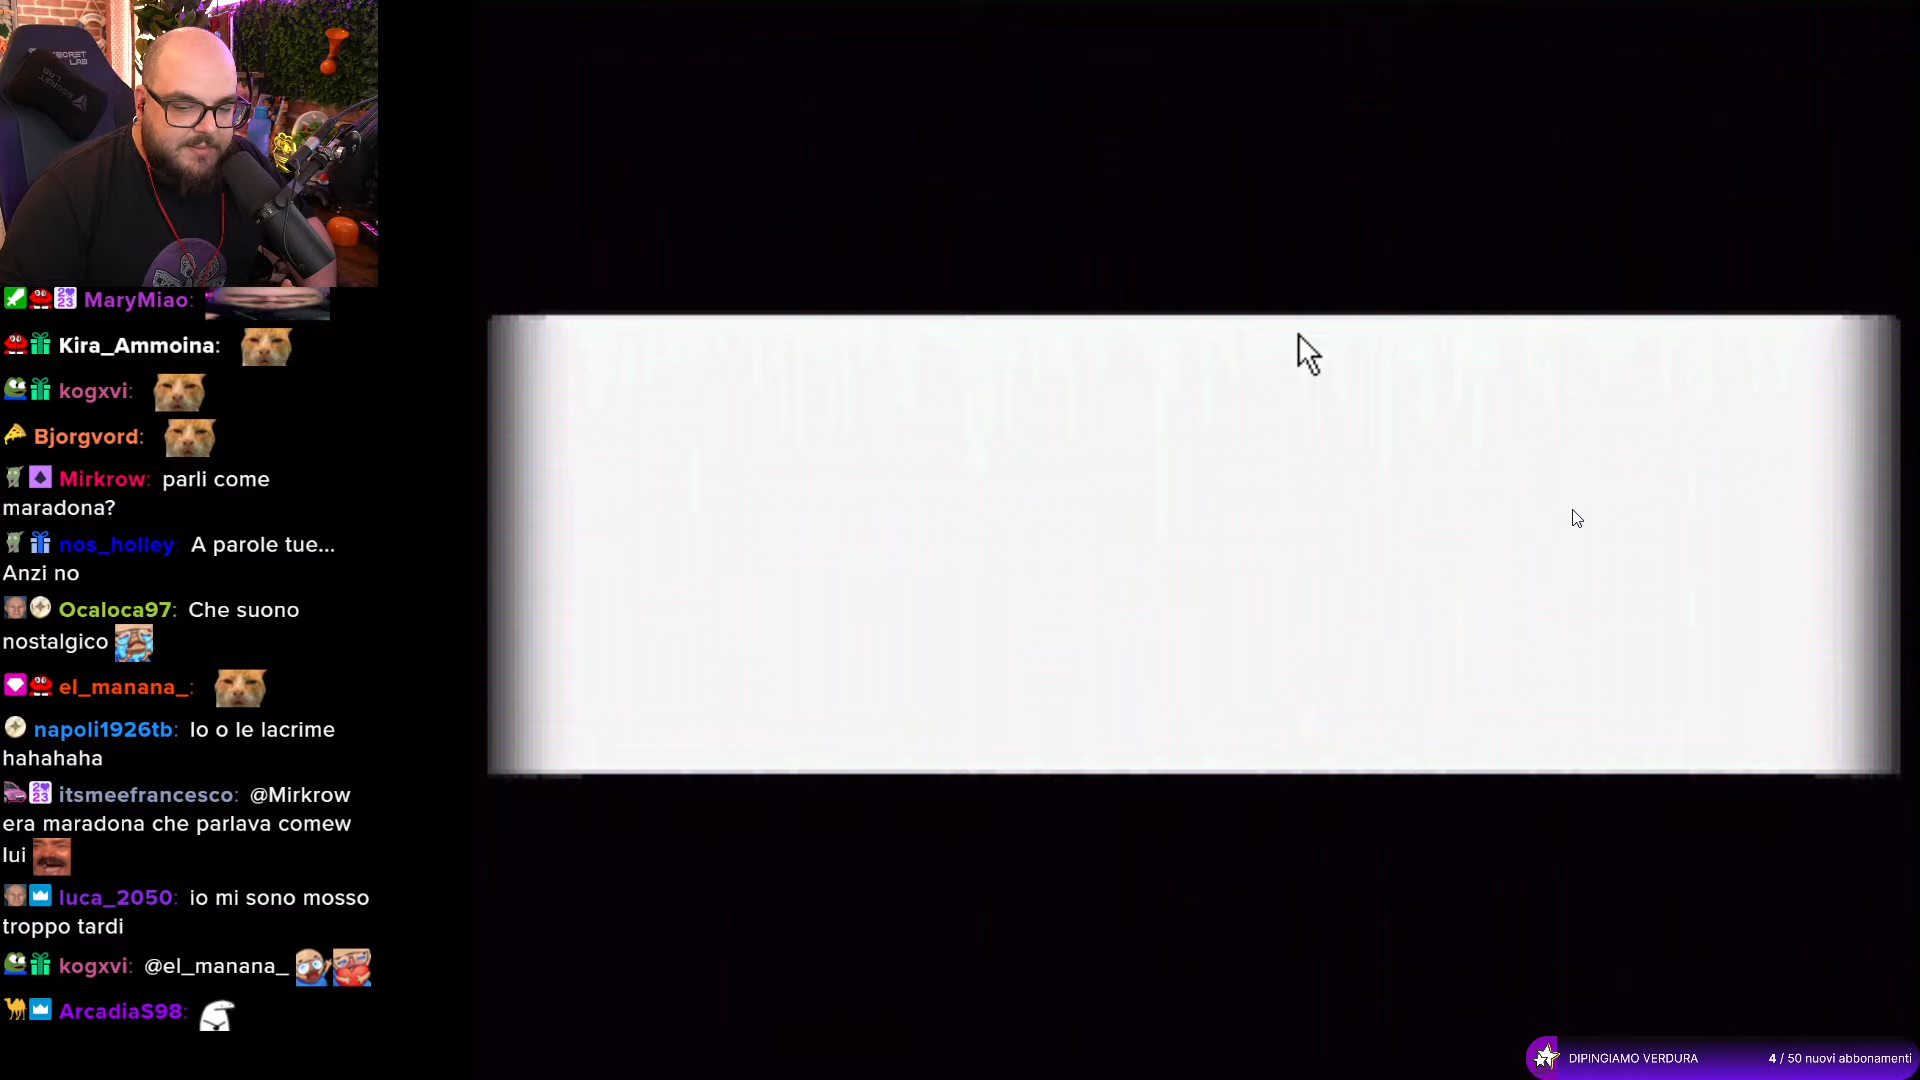 SECRET LAB
MaryMiao:
Kira_Ammoina:
kogxvi:
Bjorgvord:
Mirkrow: parli come
maradona?
nos_holley: A parole tue...
Anzi no
Ocaloca97: Che suono
nostalgico
el_manana_:
napoli1926tb: Io o le lacrime
hahahaha
itsmeefrancesco: @Mirkrow
era maradona che parlava comew
lui
luca_2050: io mi sono mosso
troppo tardi
kogxvi: @el_manana_
ArcadiaS98:
DIPINGIAMO VERDURA 4 / 50 nuovi abbonamenti